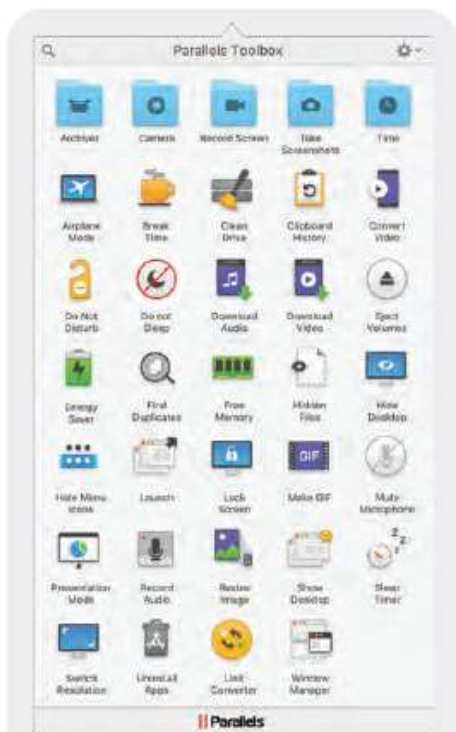 Parallels Toolbox
Archiver Camera Record Screen Take Time
Screenshots
Airplane Break Clean Clipboard Convert
Mode Time Drive History Video
Do Not Do not Download Download Eject
Disturb Sleep Audio Video Volumes
Energy Find Free Hidden Hide
Saver Duplicates Memory Files Desktop
GIF
Hide Menu Launch Lock Make GIF Mute
Icons Screen Microphone
z z z
Presentation Record Resize Show Sleep
Mode Audio Image Desktop Timer
Switch Uninstall Unit Window
Resolution Apps Converter Manager
Parallels